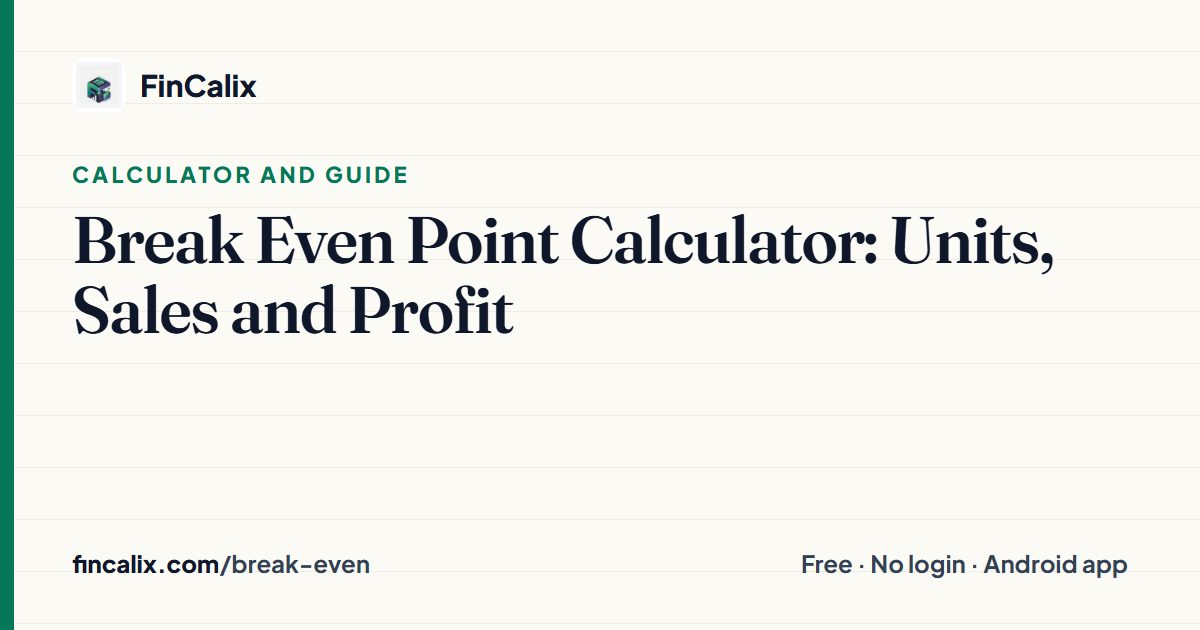 FinCalix
CALCULATOR AND GUIDE
Break Even Point Calculator: Units,
Sales and Profit
fincalix.com/break-even
Free · No login · Android app